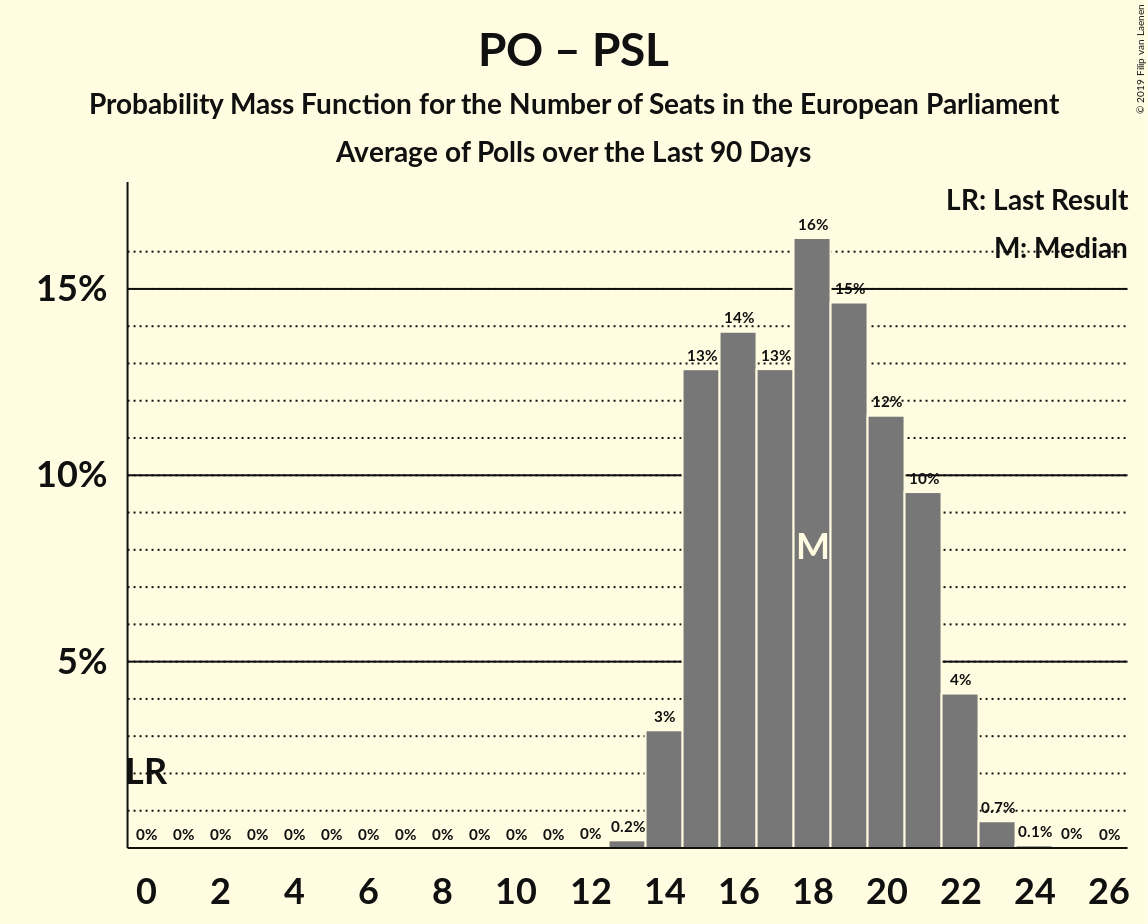 PO – PSL
Probability Mass Function for the Number of Seats in the European Parliament
Average of Polls over the Last 90 Days
© 2019 Filip van Laenen
LR: Last Result
M: Median
16%
15%
15%
14%
13%
13%
12%
10%
10%
M
5%
4%
3%
LR
0.7%
0% 0% 0% 0% 0% 0% 0% 0% 0% 0% 0% 0% 0% 0.2% 0.1% 0% 0%
0 2 4 6 8 10 12 14 16 18 20 22 24 26